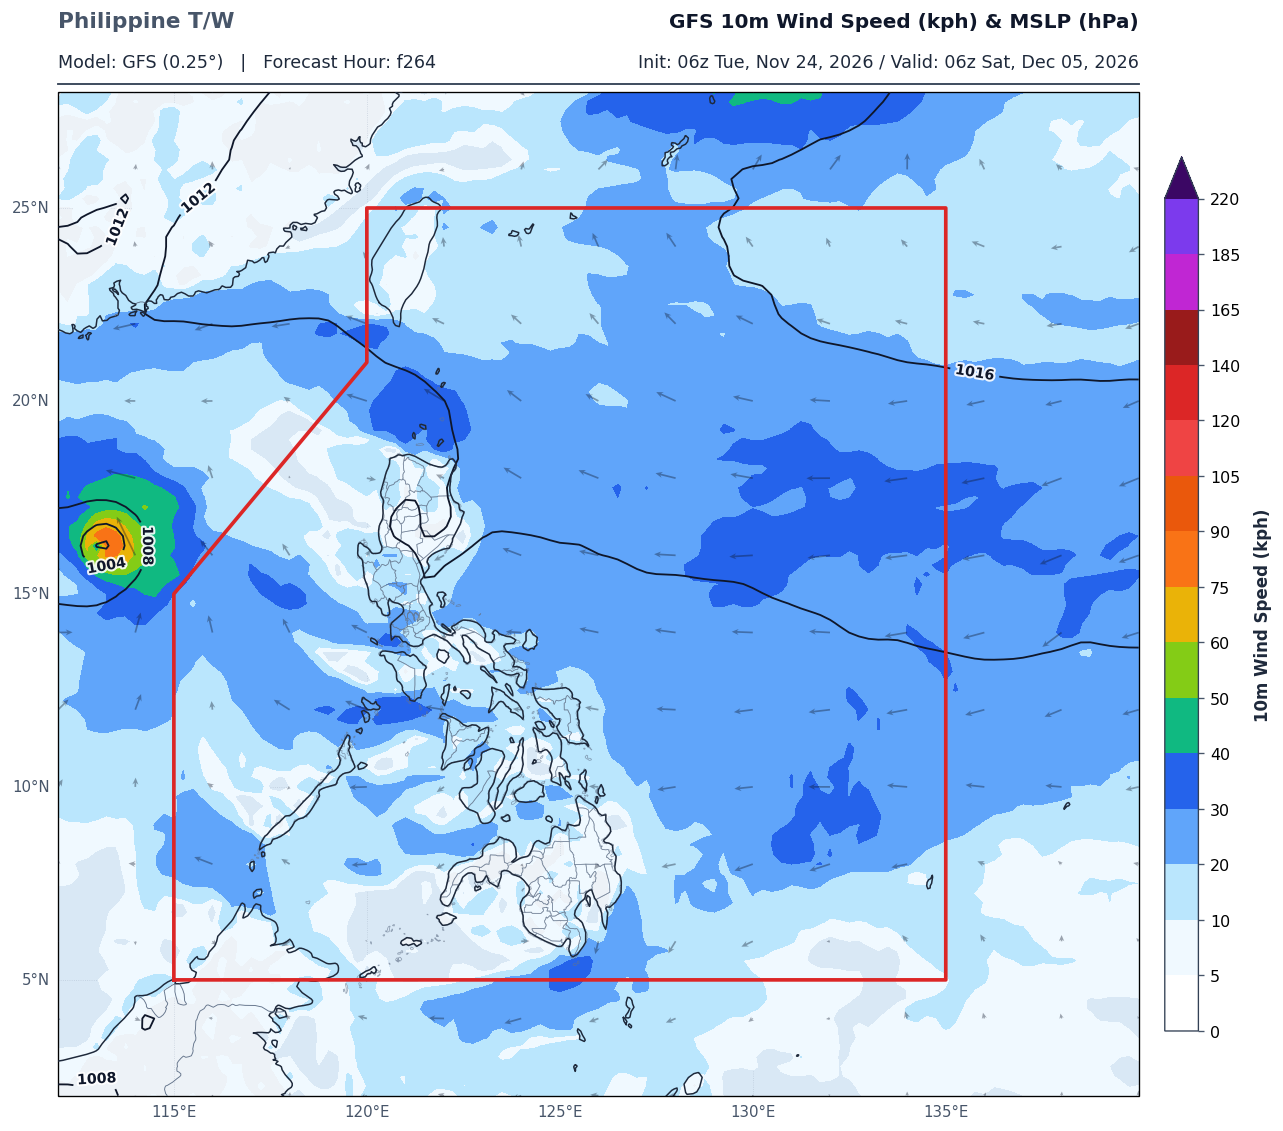 Philippine T/W
GFS 10m Wind Speed (kph) & MSLP (hPa)
Model: GFS (0.25°) | Forecast Hour: f264
Init: 06z Tue, Nov 24, 2026 / Valid: 06z Sat, Dec 05, 2026
25°N
20°N
15°N
10°N
5°N
115°E
120°E
125°E
130°E
135°E
1012
1012
1016
1008
1004
1008
220
185
165
140
120
105
90
75
60
50
40
30
20
10
5
0
10m Wind Speed (kph)